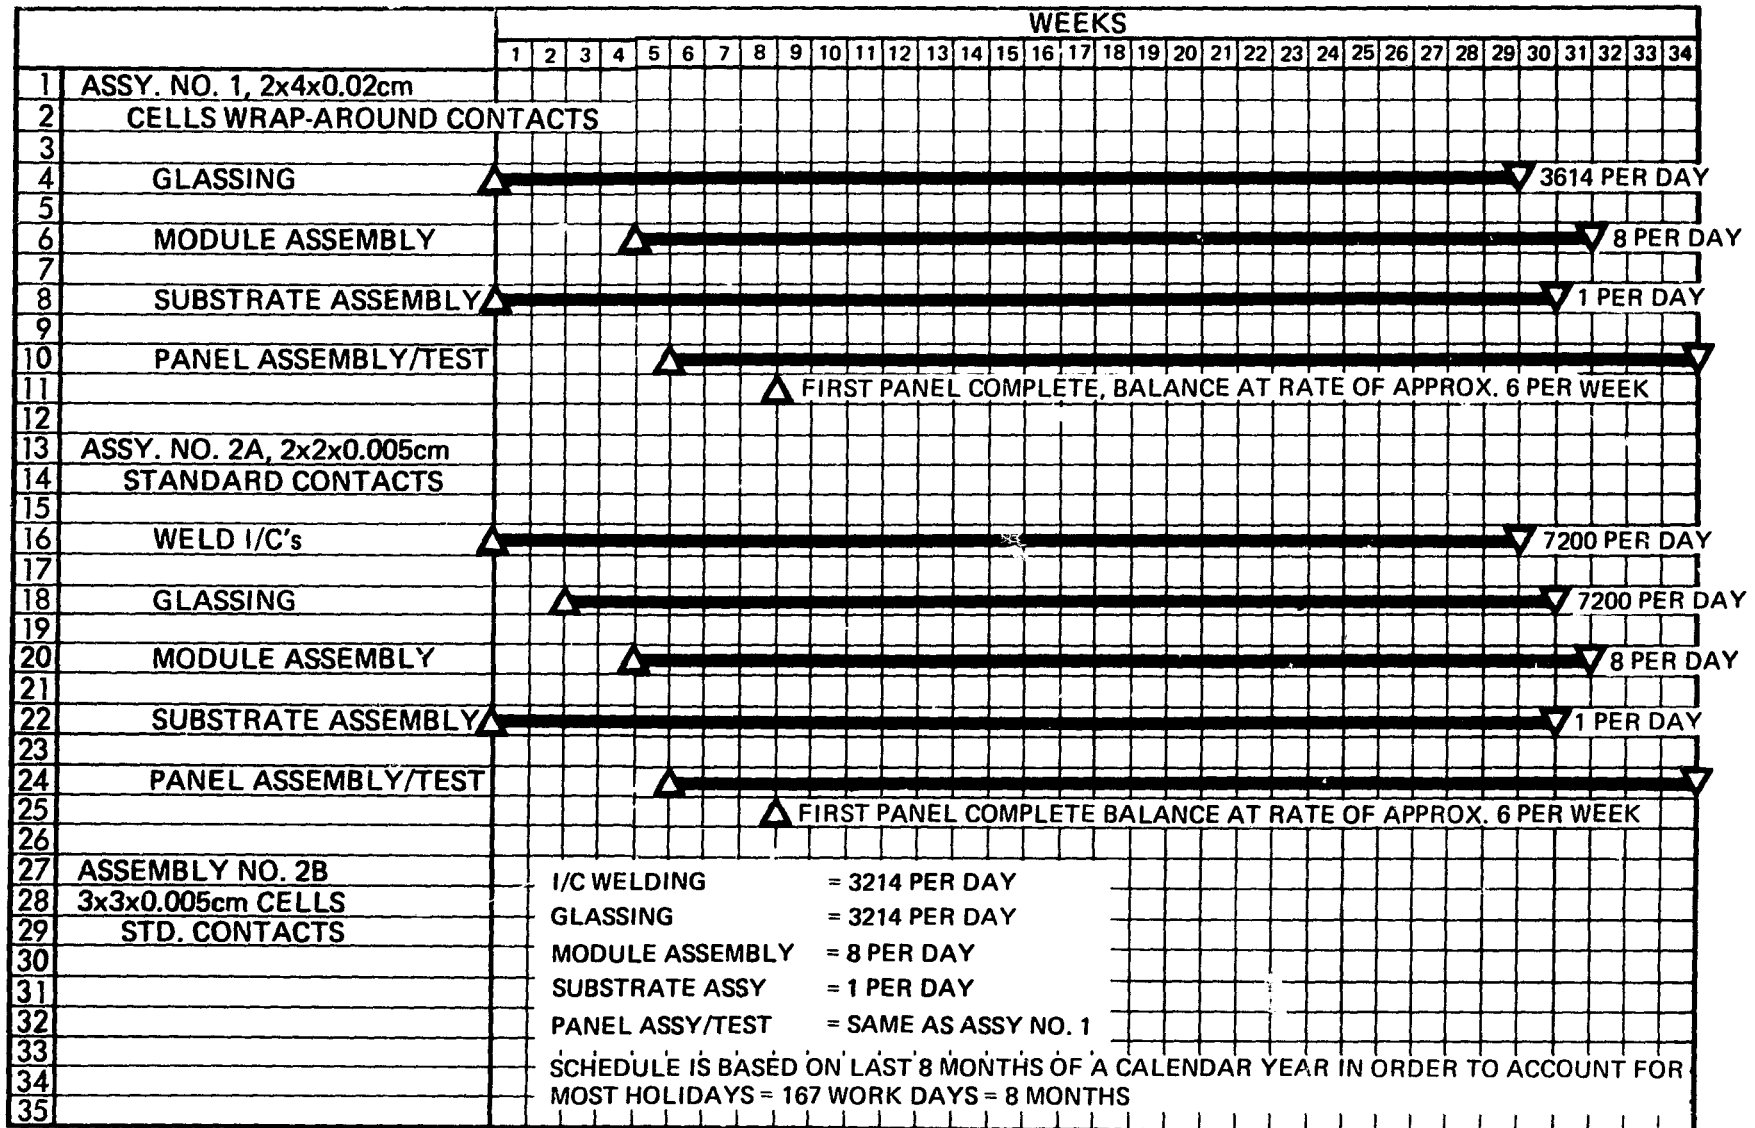 WEEKS
1 2 3 4 5 6 7 8 9 10 11 12 13 14 15 16 17 18 19 20 21 22 23 24 25 26 27 28 29 30 31 32 33 34
1 ASSY. NO. 1, 2x4x0.02cm
2 CELLS WRAP-AROUND CONTACTS
3
4 GLASSING 3614 PER DAY
5
6 MODULE ASSEMBLY 8 PER DAY
7
8 SUBSTRATE ASSEMBLY 1 PER DAY
9
10 PANEL ASSEMBLY/TEST
11 FIRST PANEL COMPLETE, BALANCE AT RATE OF APPROX. 6 PER WEEK
12
13 ASSY. NO. 2A, 2x2x0.005cm
14 STANDARD CONTACTS
15
16 WELD I/C's 7200 PER DAY
17
18 GLASSING 7200 PER DAY
19
20 MODULE ASSEMBLY 8 PER DAY
21
22 SUBSTRATE ASSEMBLY 1 PER DAY
23
24 PANEL ASSEMBLY/TEST
25 FIRST PANEL COMPLETE BALANCE AT RATE OF APPROX. 6 PER WEEK
26
27 ASSEMBLY NO. 2B I/C WELDING = 3214 PER DAY
28 3x3x0.005cm CELLS GLASSING = 3214 PER DAY
29 STD. CONTACTS
30 MODULE ASSEMBLY = 8 PER DAY
31 SUBSTRATE ASSY = 1 PER DAY
32 PANEL ASSY/TEST = SAME AS ASSY NO. 1
33
34 SCHEDULE IS BASED ON LAST 8 MONTHS OF A CALENDAR YEAR IN ORDER TO ACCOUNT FOR
35 MOST HOLIDAYS = 167 WORK DAYS = 8 MONTHS